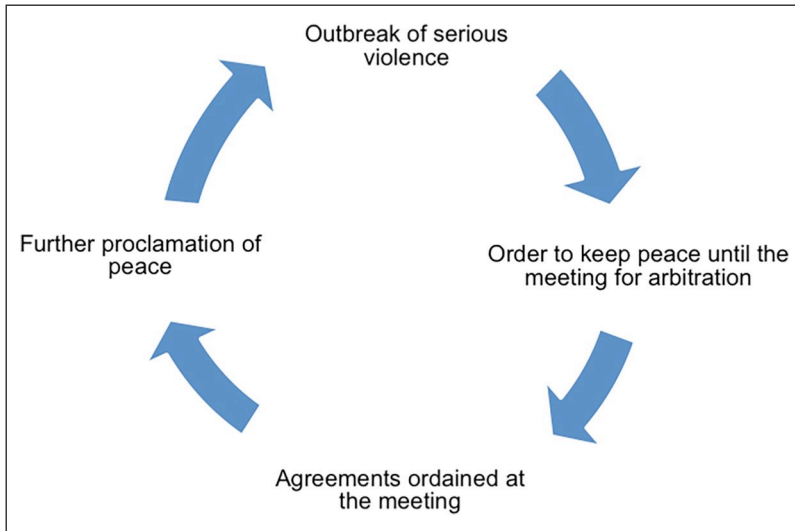 Outbreak of serious
violence
Order to keep peace until the
meeting for arbitration
Agreements ordained at
the meeting
Further proclamation of
peace